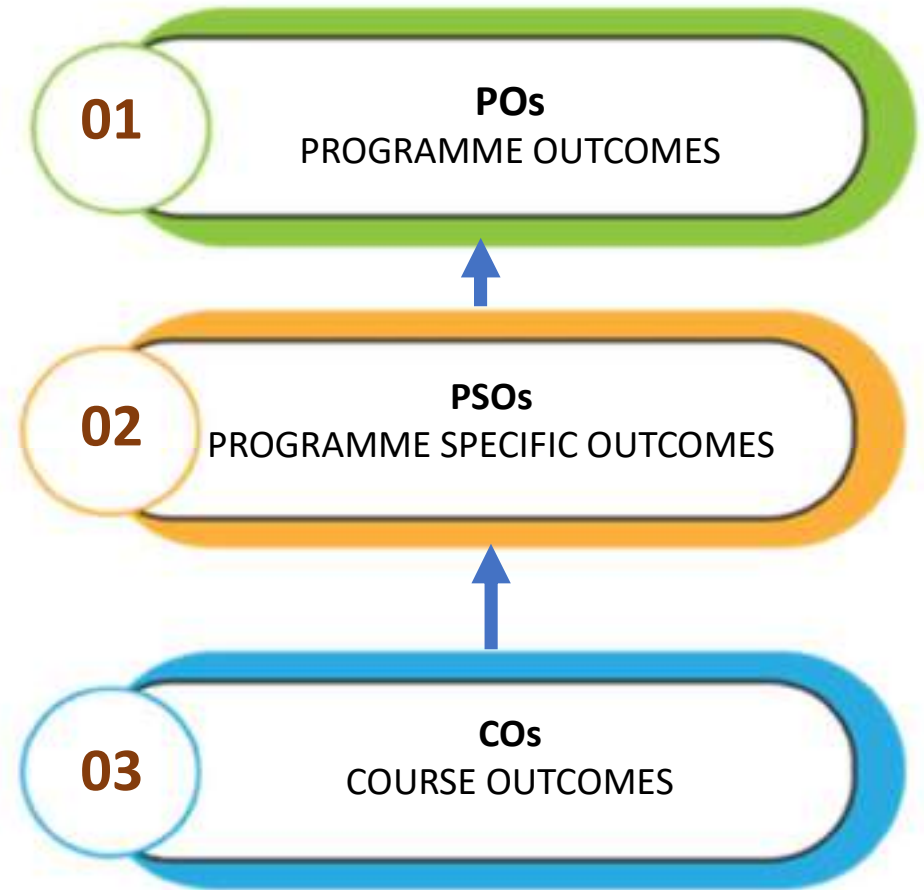 01
POs
PROGRAMME OUTCOMES
02
PSOs
PROGRAMME SPECIFIC OUTCOMES
03
COs
COURSE OUTCOMES